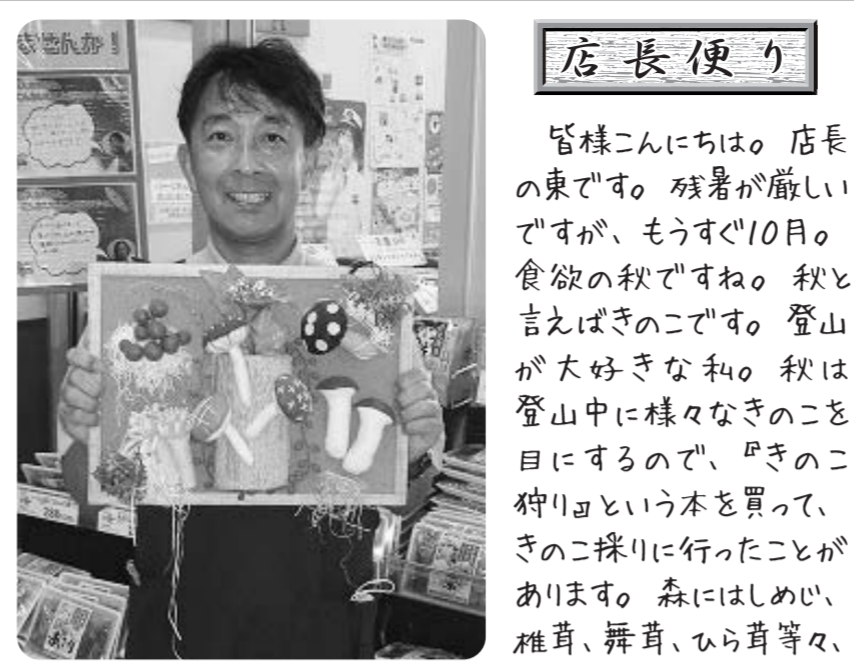 ませんか!
店長便り
皆様こんにちは。店長
の東です。残暑が厳しい
ですが、もうすぐ10月。
食欲の秋ですね。秋と
言えばきのこです。登山
が大好きな私。秋は
登山中に様々なきのこを
目にするので、『きのこ
狩り』という本を買って、
きのこ採りに行ったことが
あります。森にはしめじ、
椎茸、舞茸、ひら茸等々、